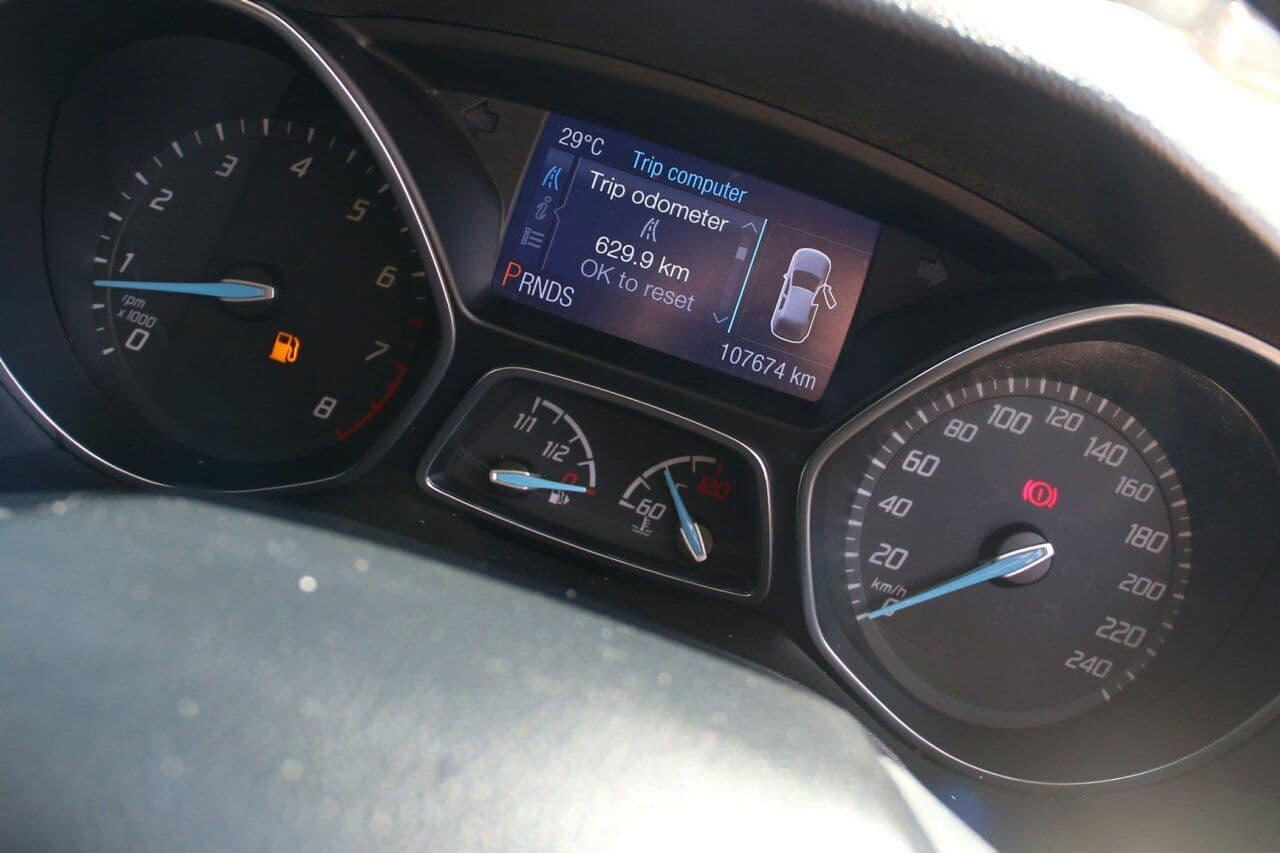 0
1
2
3
4
5
6
7
8
rpm
x 1000
29°C
Trip computer
Trip odometer
629.9 km
OK to reset
PRNDS
107674 km
1/1
1/2
0
60
120
0
20
40
60
80
100
120
140
160
180
200
220
240
km/h